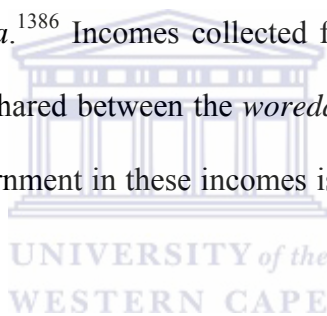 a.1386 Incomes collected f
hared between the woreda
rnment in these incomes is
UNIVERSITY of the
WESTERN CAPE